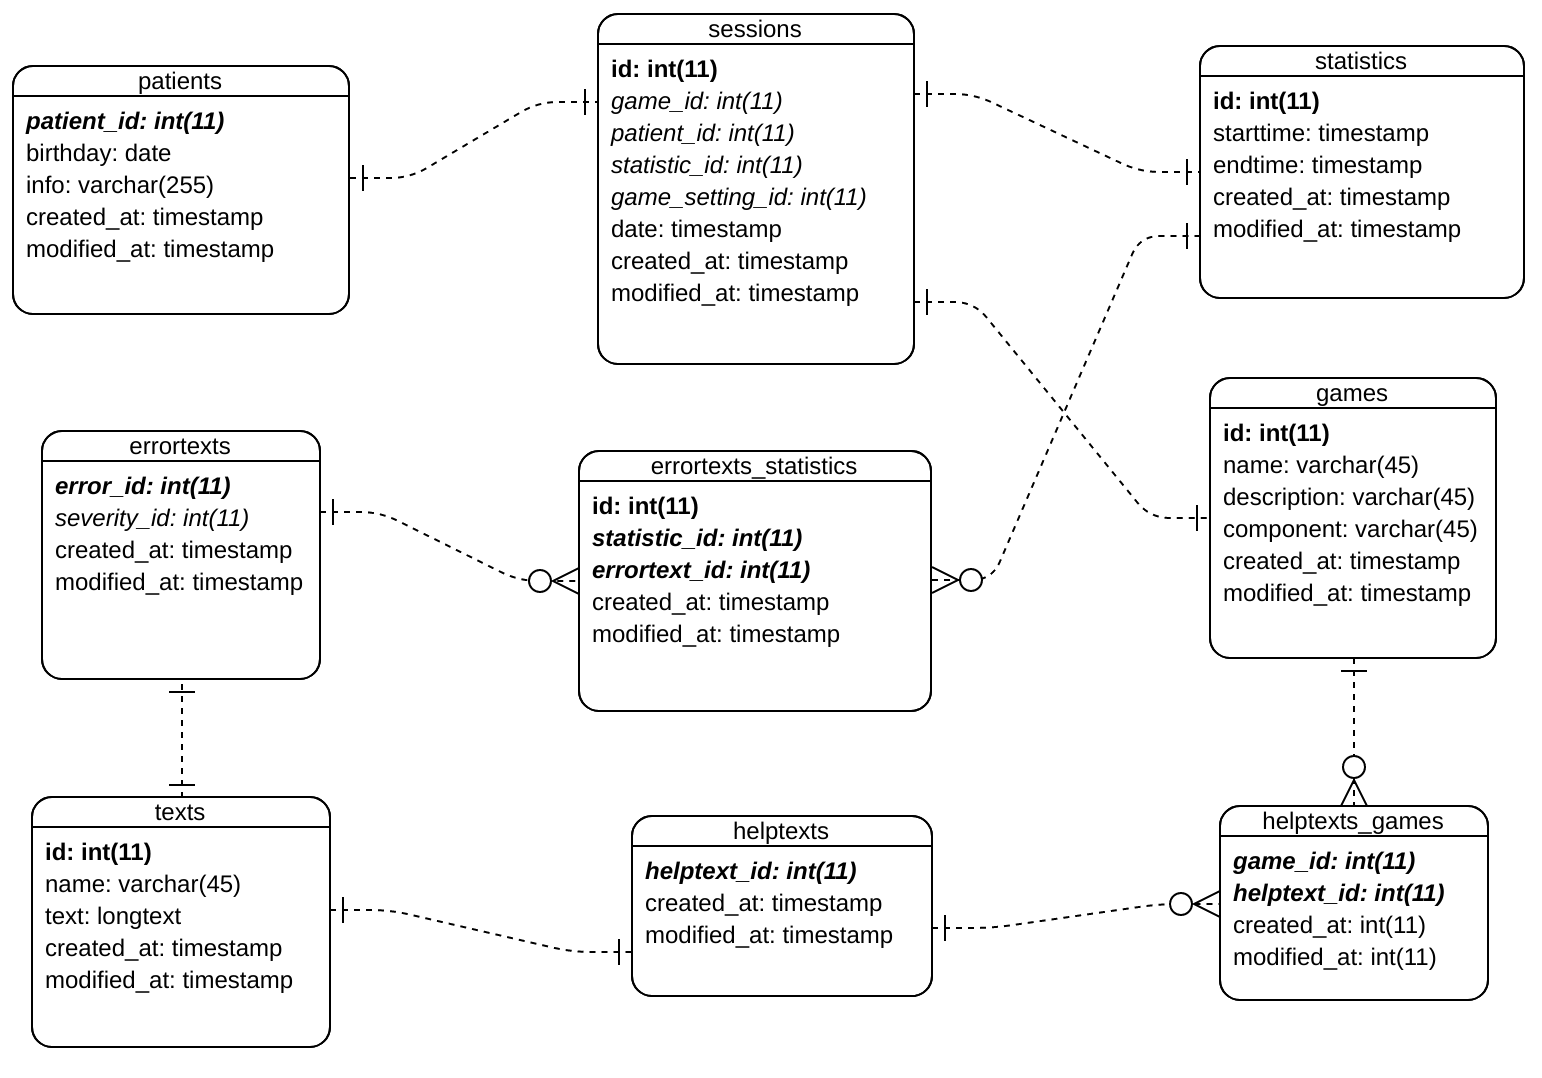 patients
patient_id: int(11)
birthday: date
info: varchar(255)
created_at: timestamp
modified_at: timestamp
sessions
id: int(11)
game_id: int(11)
patient_id: int(11)
statistic_id: int(11)
game_setting_id: int(11)
date: timestamp
created_at: timestamp
modified_at: timestamp
statistics
id: int(11)
starttime: timestamp
endtime: timestamp
created_at: timestamp
modified_at: timestamp
errortexts
error_id: int(11)
severity_id: int(11)
created_at: timestamp
modified_at: timestamp
errortexts_statistics
id: int(11)
statistic_id: int(11)
errortext_id: int(11)
created_at: timestamp
modified_at: timestamp
games
id: int(11)
name: varchar(45)
description: varchar(45)
component: varchar(45)
created_at: timestamp
modified_at: timestamp
texts
id: int(11)
name: varchar(45)
text: longtext
created_at: timestamp
modified_at: timestamp
helptexts
helptext_id: int(11)
created_at: timestamp
modified_at: timestamp
helptexts_games
game_id: int(11)
helptext_id: int(11)
created_at: int(11)
modified_at: int(11)